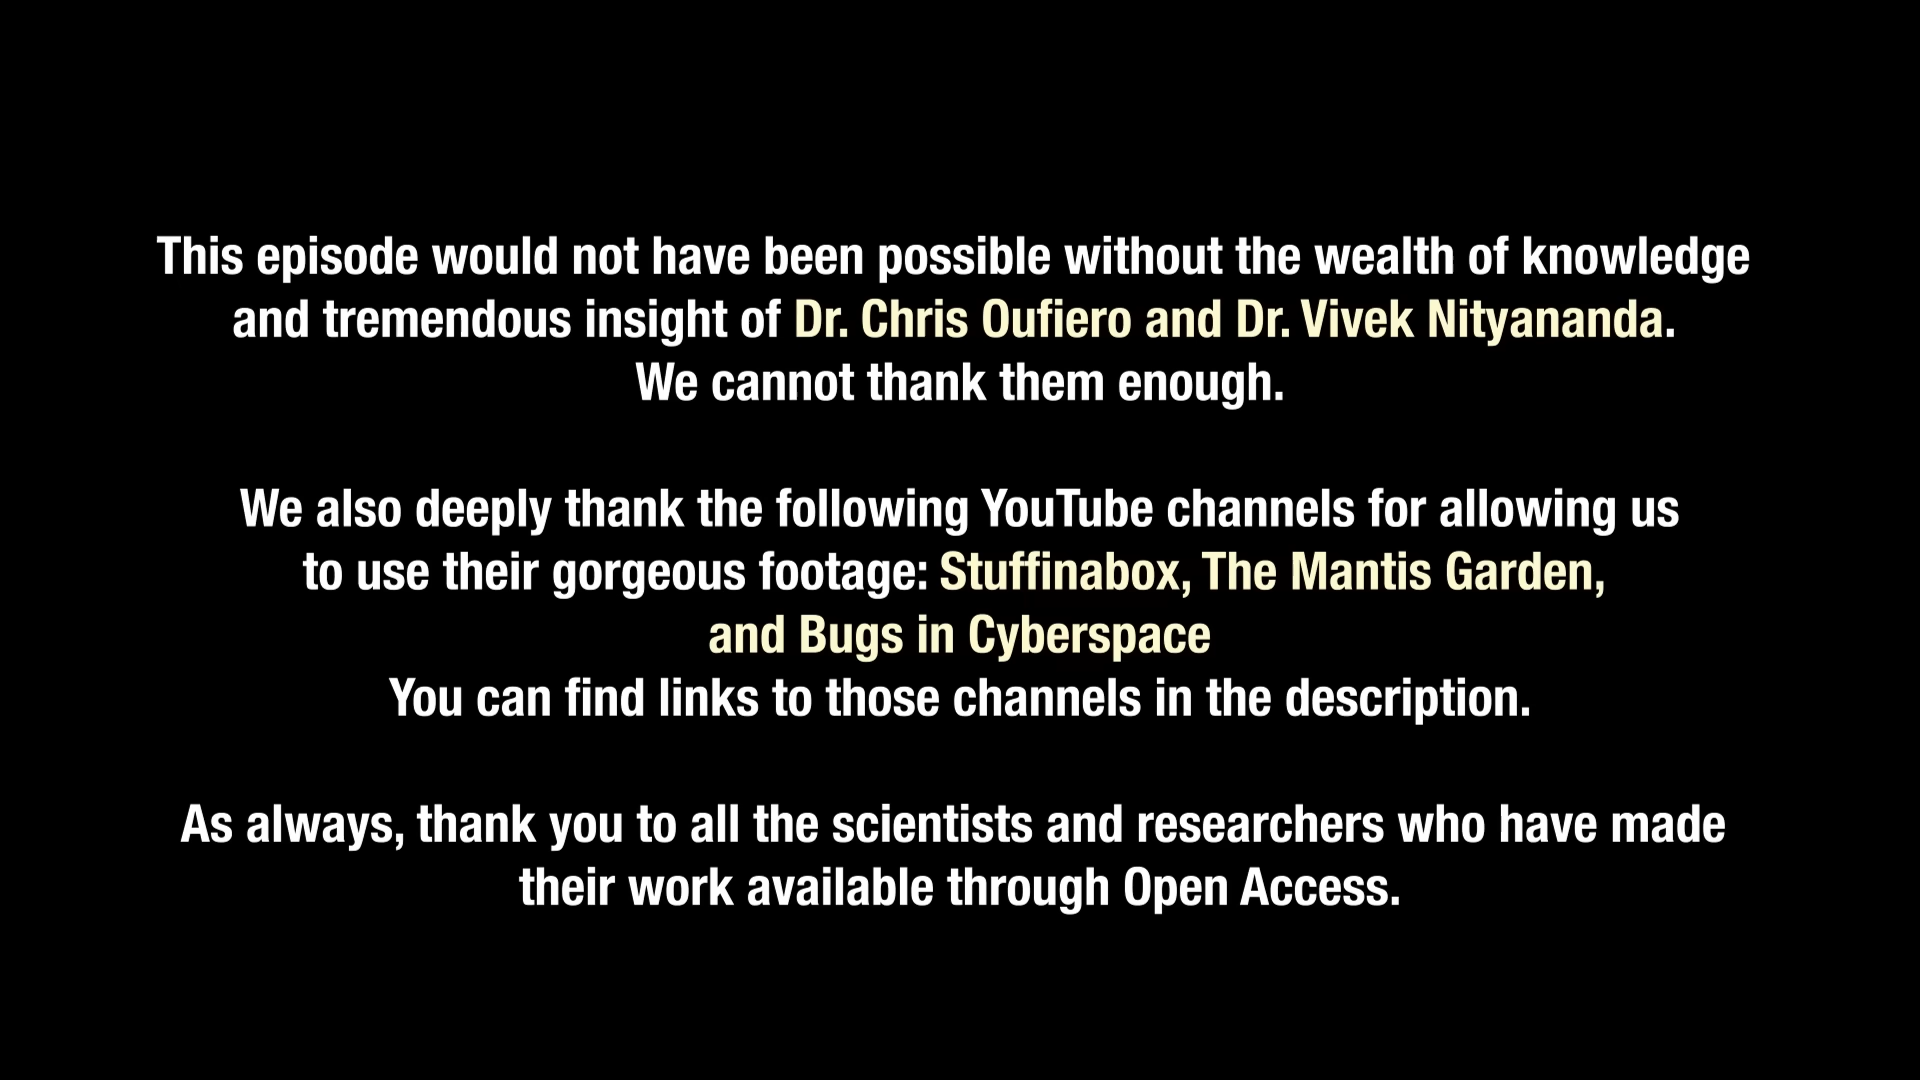 This episode would not have been possible without the wealth of knowledge
and tremendous insight of Dr. Chris Oufiero and Dr. Vivek Nityananda.
We cannot thank them enough.
We also deeply thank the following YouTube channels for allowing us
to use their gorgeous footage: Stuffinabox, The Mantis Garden,
and Bugs in Cyberspace
You can find links to those channels in the description.
As always, thank you to all the scientists and researchers who have made
their work available through Open Access.